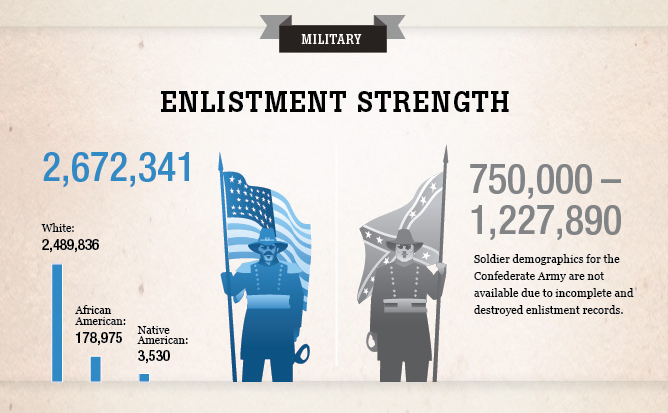 MILITARY
ENLISTMENT STRENGTH
2,672,341
White:
2,489,836
African
American:
178,975
Native
American:
3,530
750,000 –
1,227,890
Soldier demographics for the
Confederate Army are not
available due to incomplete and
destroyed enlistment records.